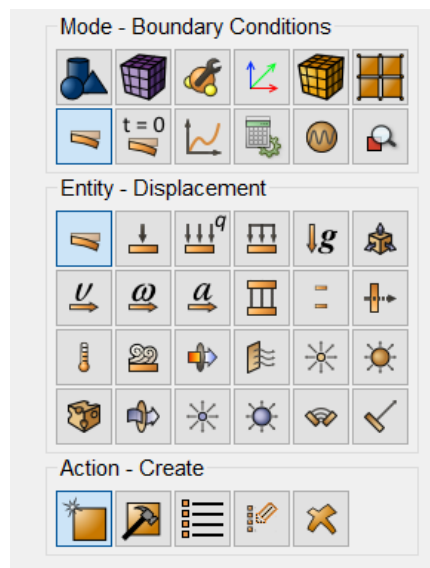 Mode - Boundary Conditions
t = 0
Entity - Displacement
q
g
v
ω
a
Action - Create